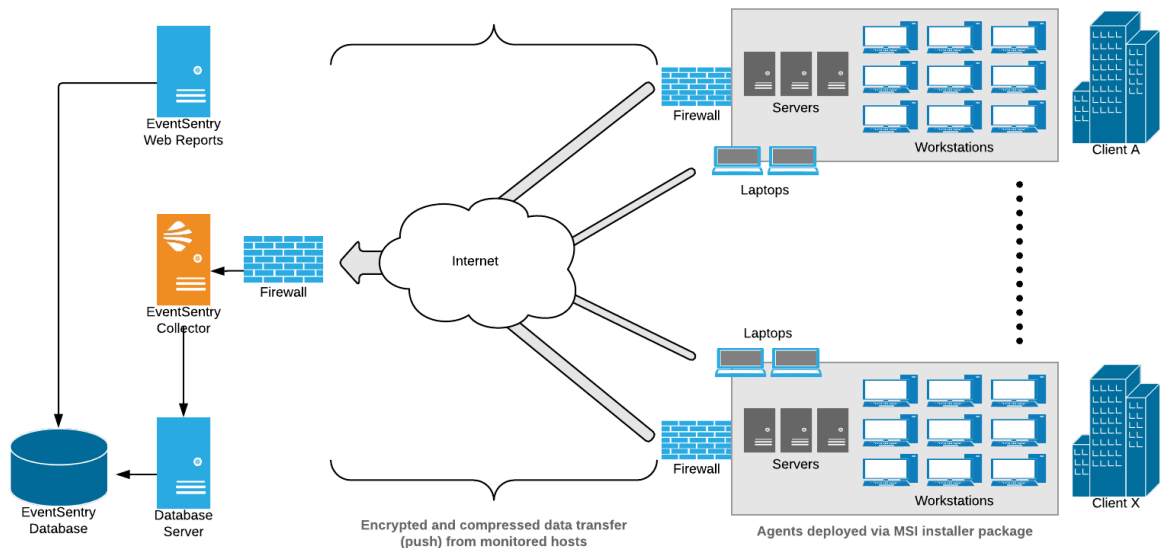 EventSentry
Web Reports
EventSentry
Collector
Firewall
Internet
EventSentry
Database
Database
Server
Encrypted and compressed data transfer
(push) from monitored hosts
Firewall
Servers
Workstations
Client A
Laptops
Laptops
Firewall
Servers
Workstations
Client X
Agents deployed via MSI installer package